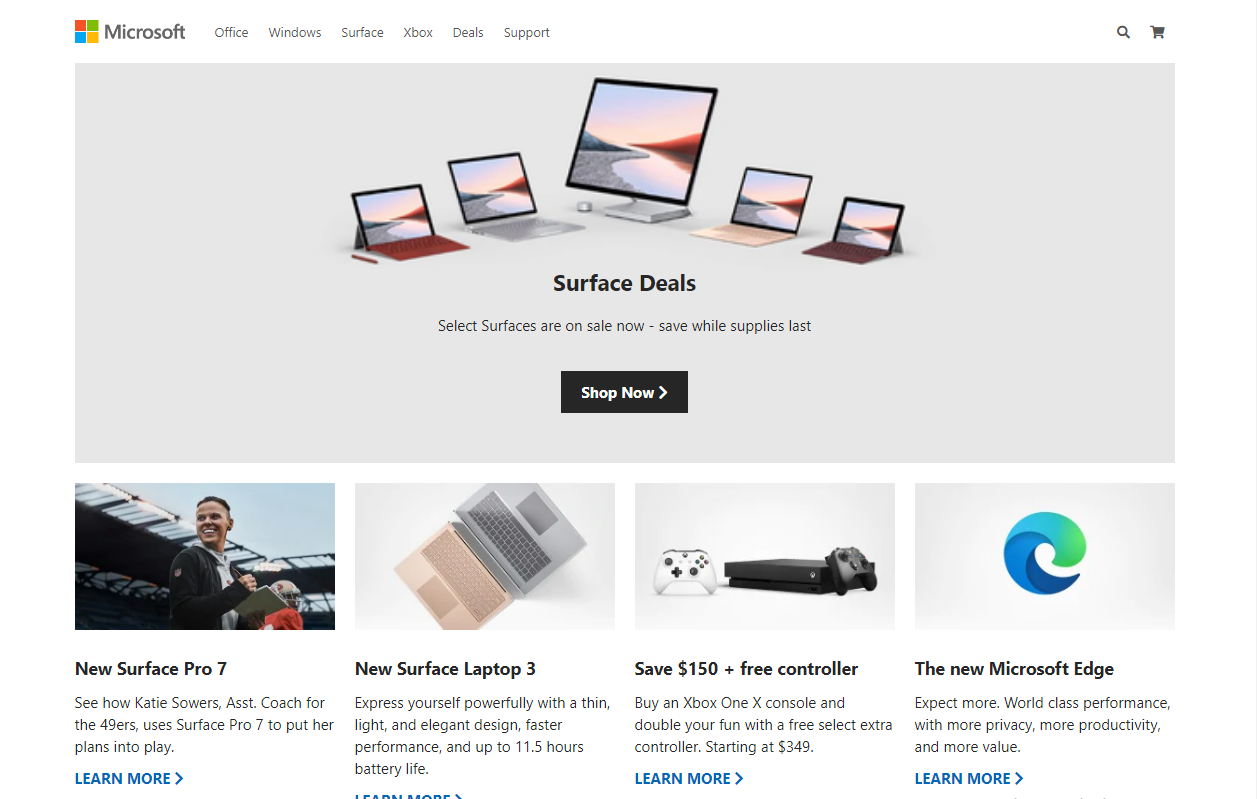 Microsoft
Office Windows Surface Xbox Deals Support
Surface Deals
Select Surfaces are on sale now - save while supplies last
Shop Now
New Surface Pro 7
See how Katie Sowers, Asst. Coach for
the 49ers, uses Surface Pro 7 to put her
plans into play.
LEARN MORE
New Surface Laptop 3
Express yourself powerfully with a thin,
light, and elegant design, faster
performance, and up to 11.5 hours
battery life.
LEARN MORE
Save $150 + free controller
Buy an Xbox One X console and
double your fun with a free select extra
controller. Starting at $349.
LEARN MORE
The new Microsoft Edge
Expect more. World class performance,
with more privacy, more productivity,
and more value.
LEARN MORE